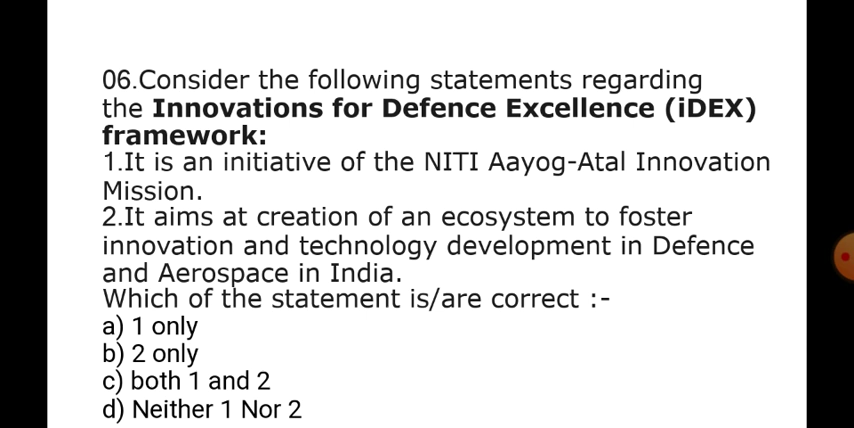 06.Consider the following statements regarding
the Innovations for Defence Excellence (iDEX)
framework:
1.It is an initiative of the NITI Aayog-Atal Innovation
Mission.
2.It aims at creation of an ecosystem to foster
innovation and technology development in Defence
and Aerospace in India.
Which of the statement is/are correct :-
a) 1 only
b) 2 only
c) both 1 and 2
d) Neither 1 Nor 2